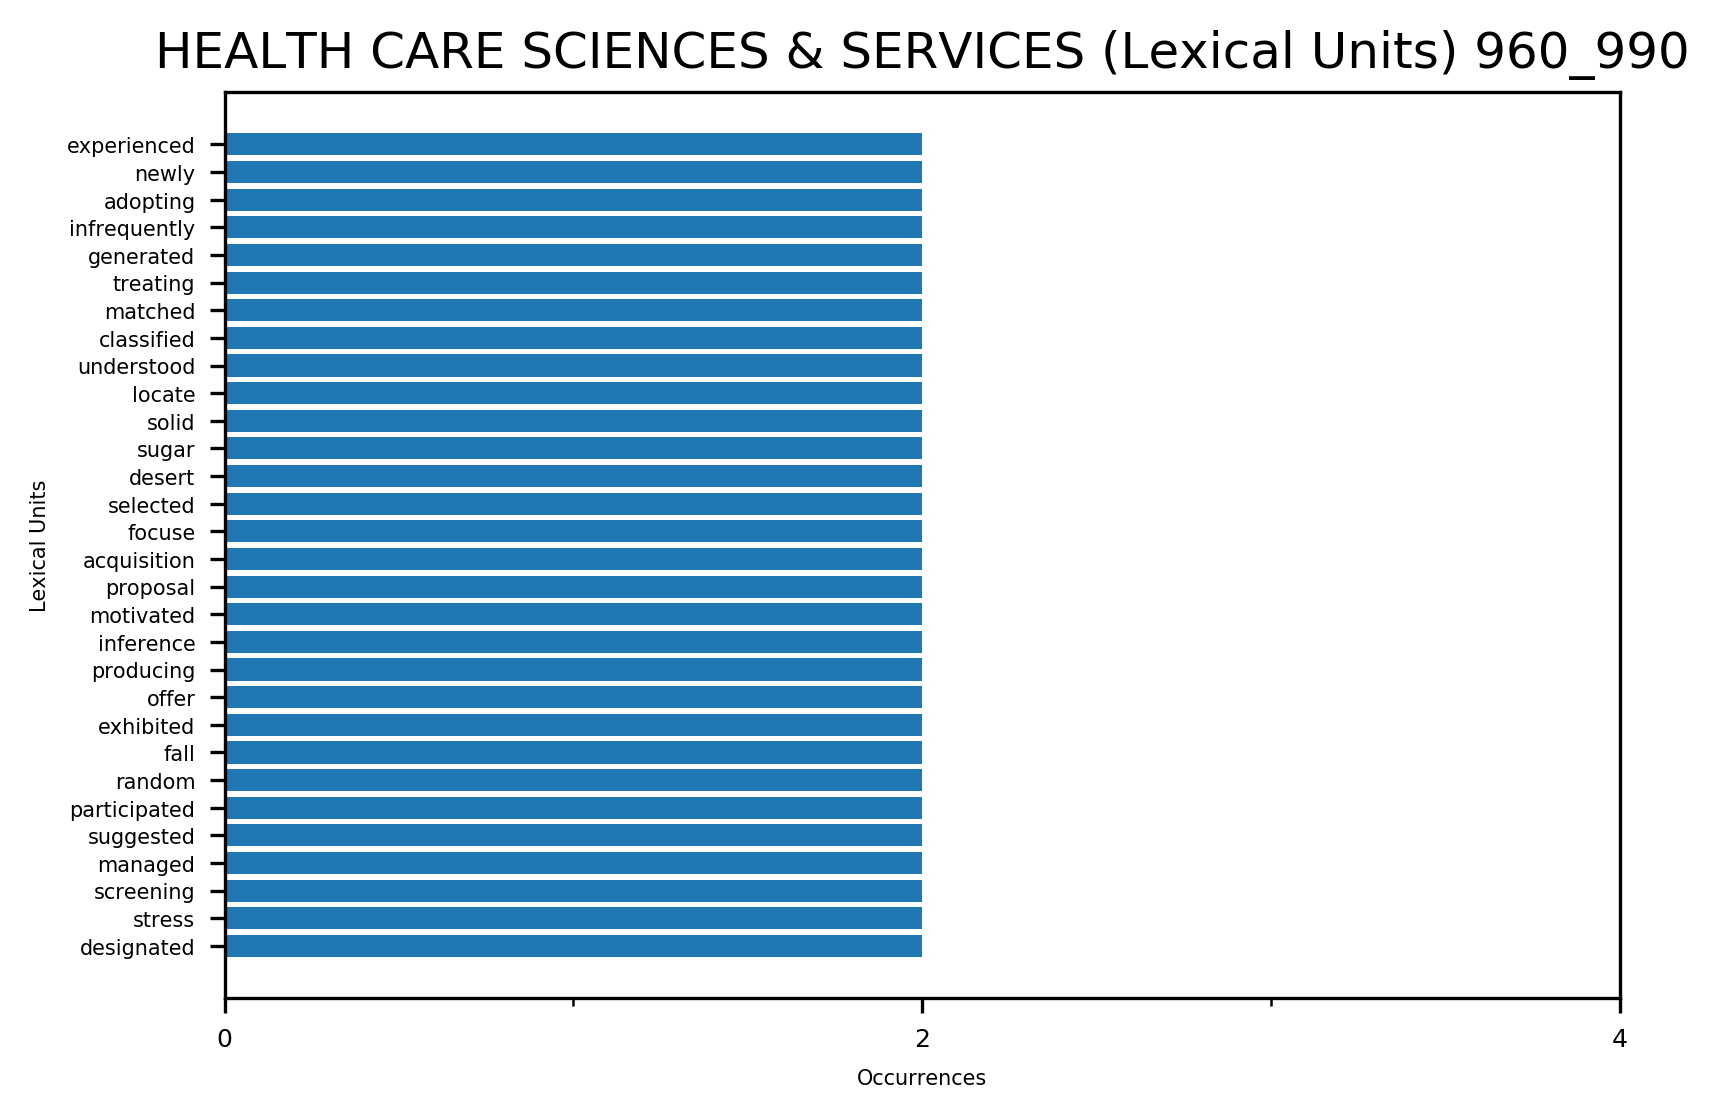 HEALTH CARE SCIENCES & SERVICES (Lexical Units) 960_990
experienced
newly
adopting
infrequently
generated
treating
matched
classified
understood
locate
solid
sugar
desert
selected
focuse
acquisition
proposal
motivated
inference
producing
offer
exhibited
fall
random
participated
suggested
managed
screening
stress
designated
Lexical Units
0 2 4
Occurrences